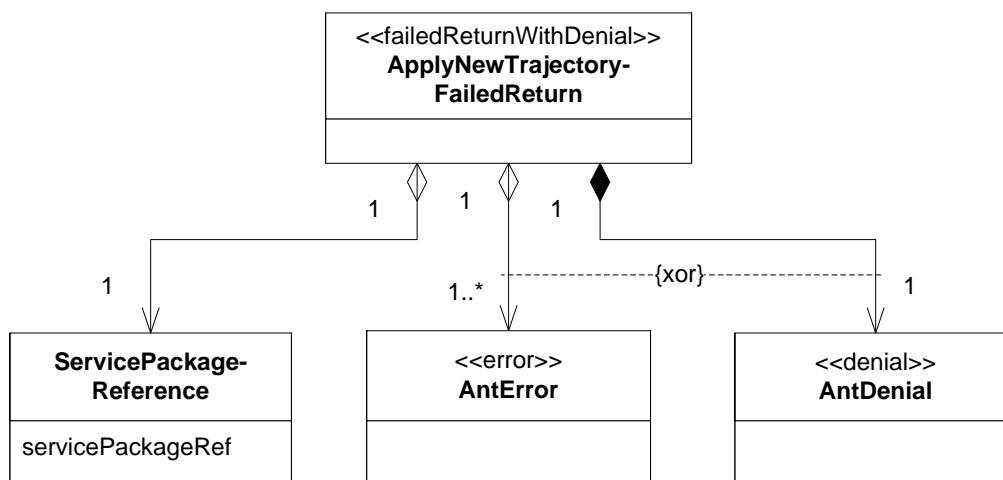 <<failedReturnWithDenial>>
ApplyNewTrajectory-
FailedReturn
1
1
1
{xor}
1
1..*
1
ServicePackage-
Reference
servicePackageRef
<<error>>
AntError
<<denial>>
AntDenial